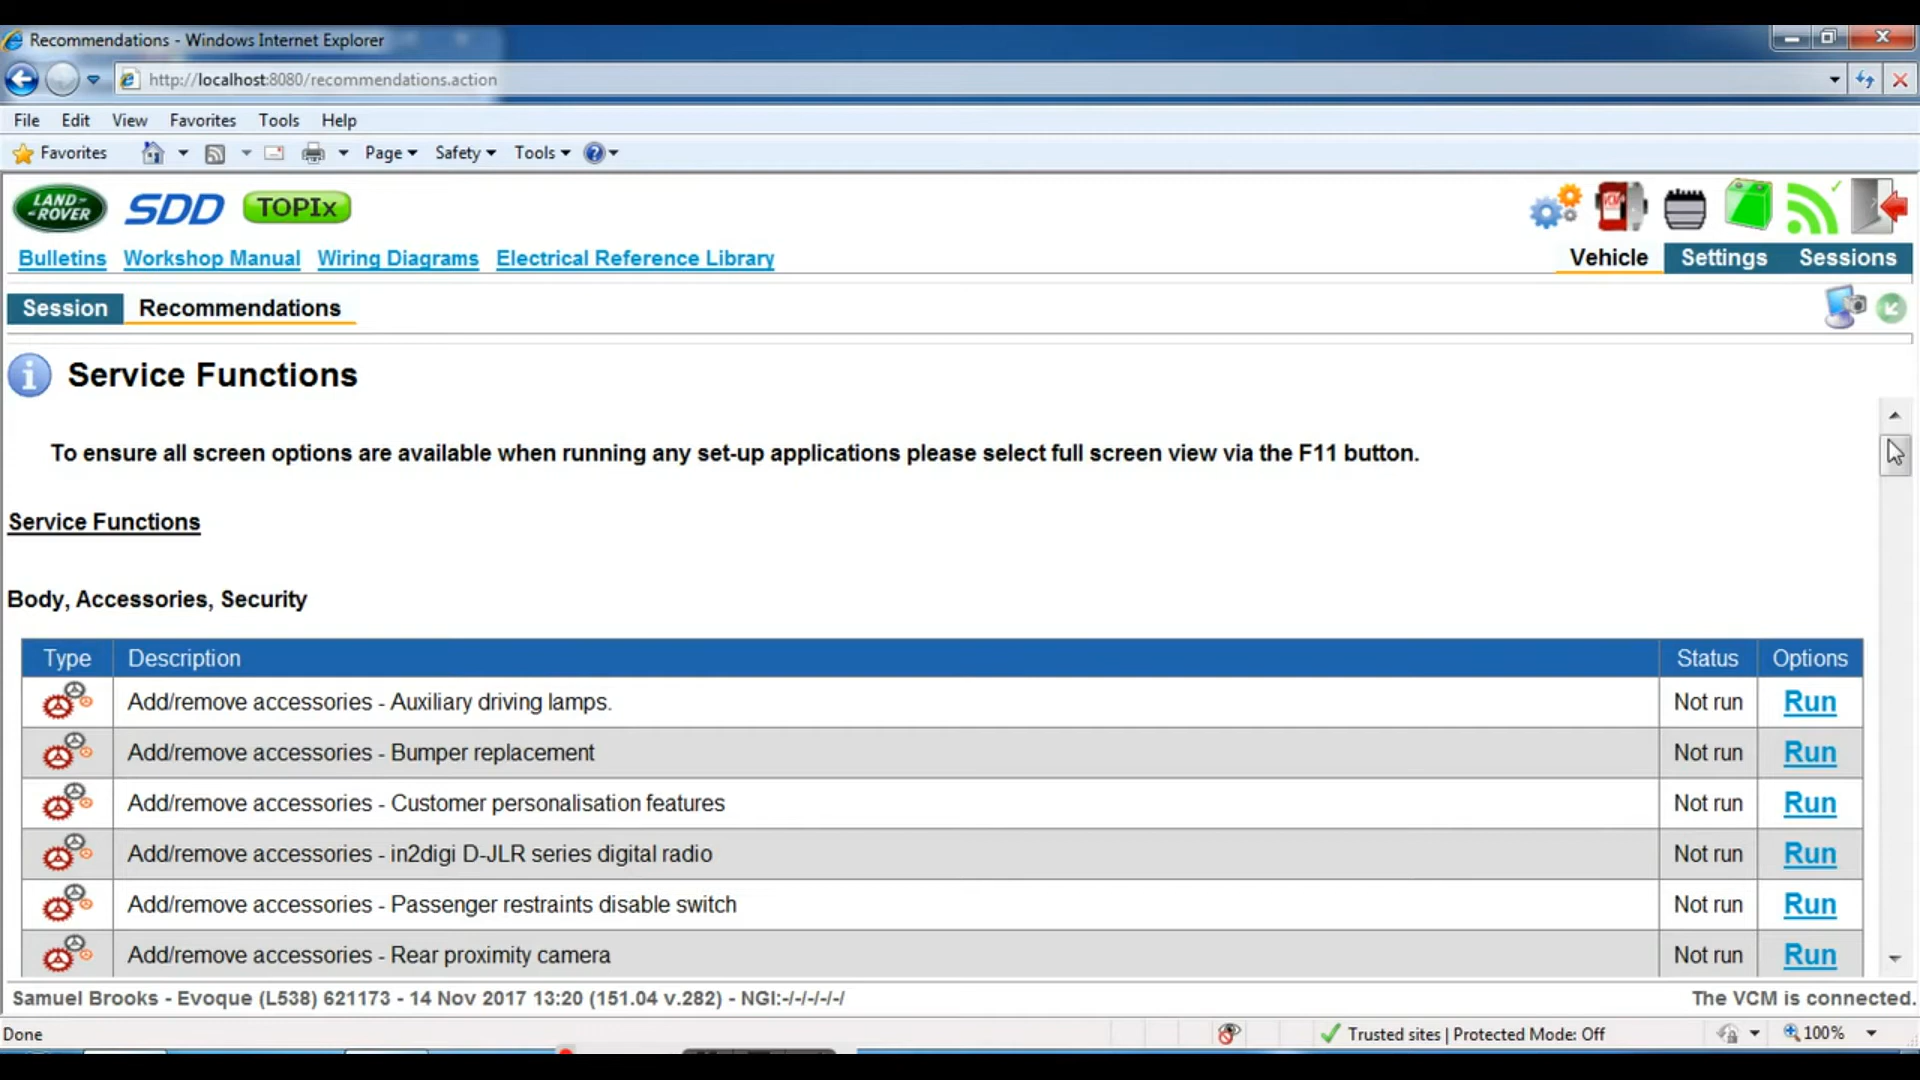 Recommendations - Windows Internet Explorer
http://localhost:8080/recommendations.action
File Edit View Favorites Tools Help
Favorites Page Safety Tools
LAND-
-ROVER
SDD TOPIx
VCM
Bulletins Workshop Manual Wiring Diagrams Electrical Reference Library
Vehicle Settings Sessions
Session Recommendations
Service Functions
To ensure all screen options are available when running any set-up applications please select full screen view via the F11 button.
Service Functions
Body, Accessories, Security
Type Description Status Options
Add/remove accessories - Auxiliary driving lamps. Not run Run
Add/remove accessories - Bumper replacement Not run Run
Add/remove accessories - Customer personalisation features Not run Run
Add/remove accessories - in2digi D-JLR series digital radio Not run Run
Add/remove accessories - Passenger restraints disable switch Not run Run
Add/remove accessories - Rear proximity camera Not run Run
Samuel Brooks - Evoque (L538) 621173 - 14 Nov 2017 13:20 (151.04 v.282) - NGI:-/-/-/-/-/ The VCM is connected.
Done Trusted sites | Protected Mode: Off 100%